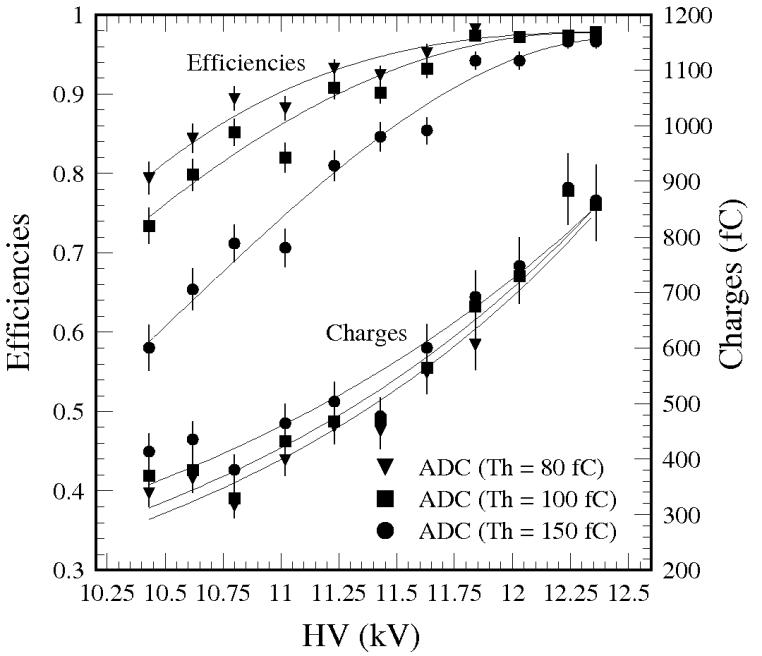 1
0.9
0.8
0.7
0.6
0.5
0.4
0.3
Efficiencies
1200
1100
1000
900
800
700
600
500
400
300
200
Charges (fC)
Efficiencies
Charges
ADC (Th = 80 fC)
ADC (Th = 100 fC)
ADC (Th = 150 fC)
10.25 10.5 10.75 11 11.25 11.5 11.75 12 12.25 12.5
HV (kV)